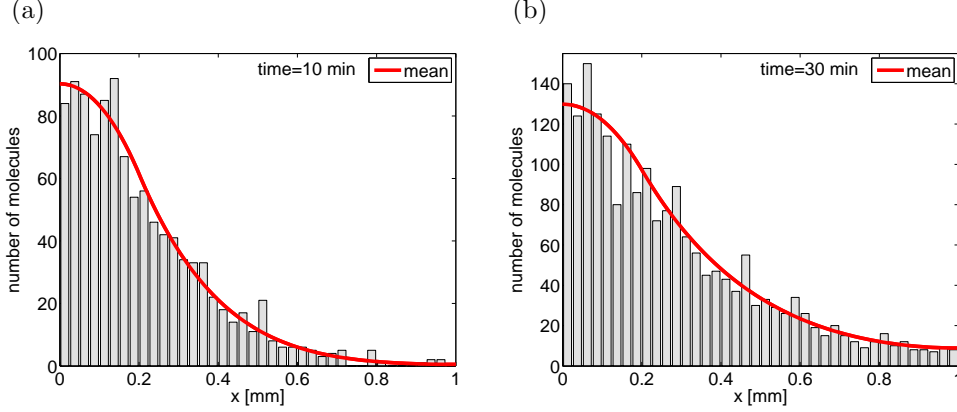 (a)
time=10 min
mean
number of molecules
100
80
60
40
20
0
0 0.2 0.4 0.6 0.8 1
x [mm]
(b)
time=30 min
mean
number of molecules
140
120
100
80
60
40
20
0
0 0.2 0.4 0.6 0.8 1
x [mm]